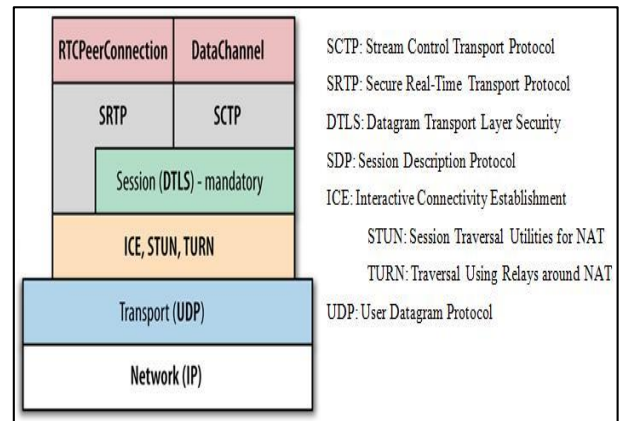 RTCPeerConnection
DataChannel
SRTP
SCTP
Session (DTLS) - mandatory
ICE, STUN, TURN
Transport (UDP)
Network (IP)
SCTP: Stream Control Transport Protocol
SRTP: Secure Real-Time Transport Protocol
DTLS: Datagram Transport Layer Security
SDP: Session Description Protocol
ICE: Interactive Connectivity Establishment
STUN: Session Traversal Utilities for NAT
TURN: Traversal Using Relays around NAT
UDP: User Datagram Protocol